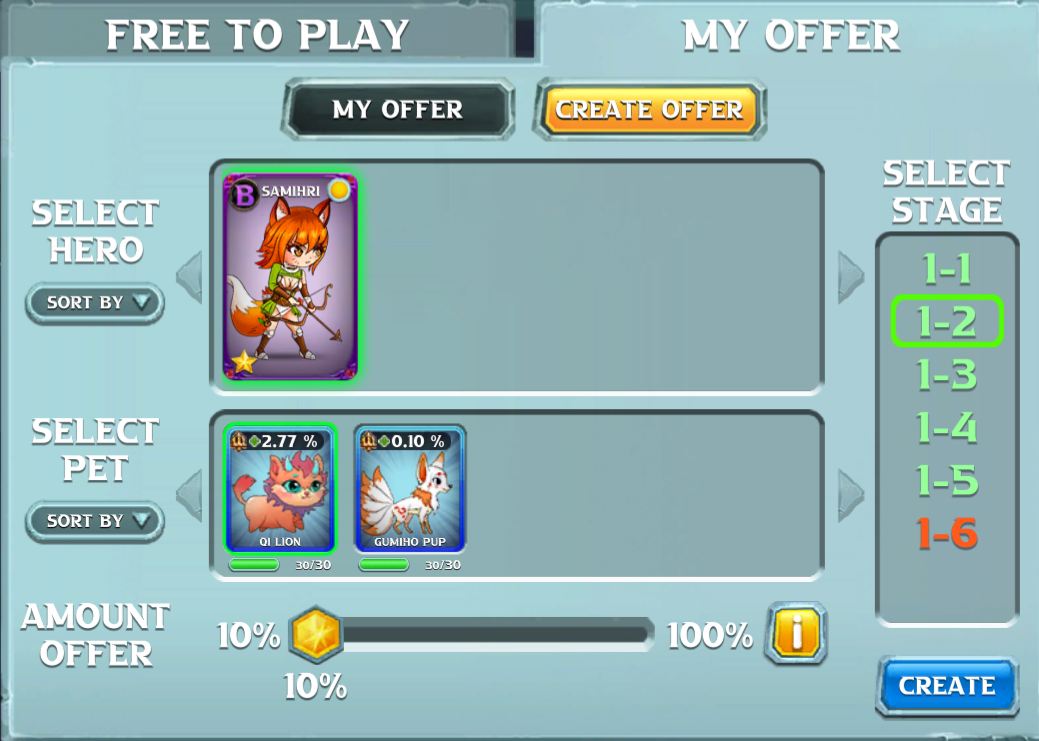 FREE TO PLAY
MY OFFER
MY OFFER
CREATE OFFER
SELECT
HERO
SORT BY
B SAMIHRI
SELECT
STAGE
1-1
1-2
1-3
1-4
1-5
1-6
SELECT
PET
SORT BY
2.77 %
QI LION
30/30
0.10 %
GUMIHO PUP
30/30
AMOUNT
OFFER
10%
100%
i
10%
CREATE